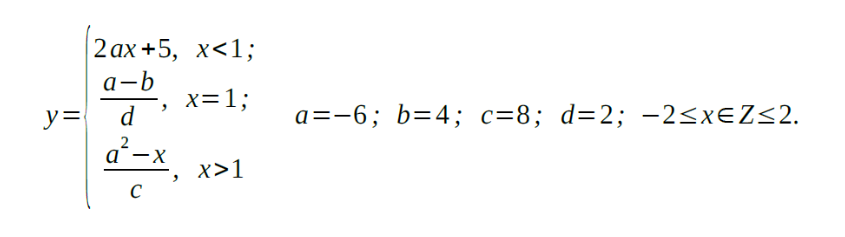 2ax+5, x<1;
y= (a−b)/d, x=1; a=−6; b=4; c=8; d=2; −2≤x∈Z≤2.
(a²−x)/c, x>1